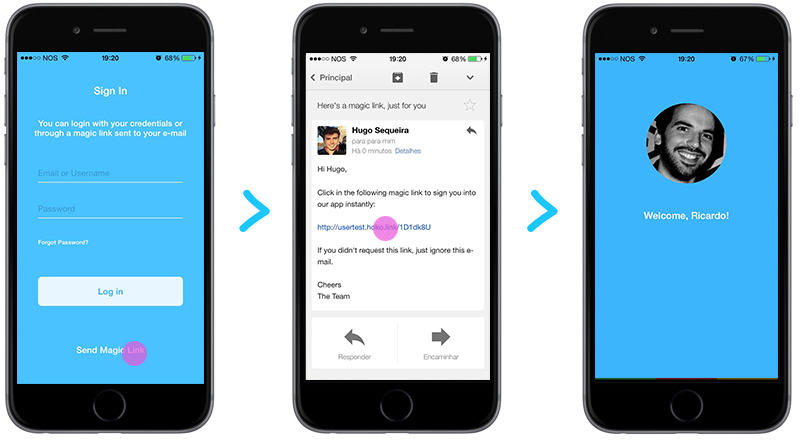 NOS 19:20 68%
Sign In
You can login with your credentials or
through a magic link sent to your e-mail
Email or Username
Password
Forgot Password?
Log in
Send Magic Link
NOS 19:20 68%
Principal
Here's a magic link, just for you
Hugo Sequeira
para para mim
Há 0 minutos Detalhes
Hi Hugo,
Click in the following magic link to sign you into
our app instantly:
http://usertest.hoko.link/1D1dk8U
If you didn't request this link, just ignore this e-
mail.
Cheers
The Team
Responder Encaminhar
NOS 19:20 67%
Welcome, Ricardo!